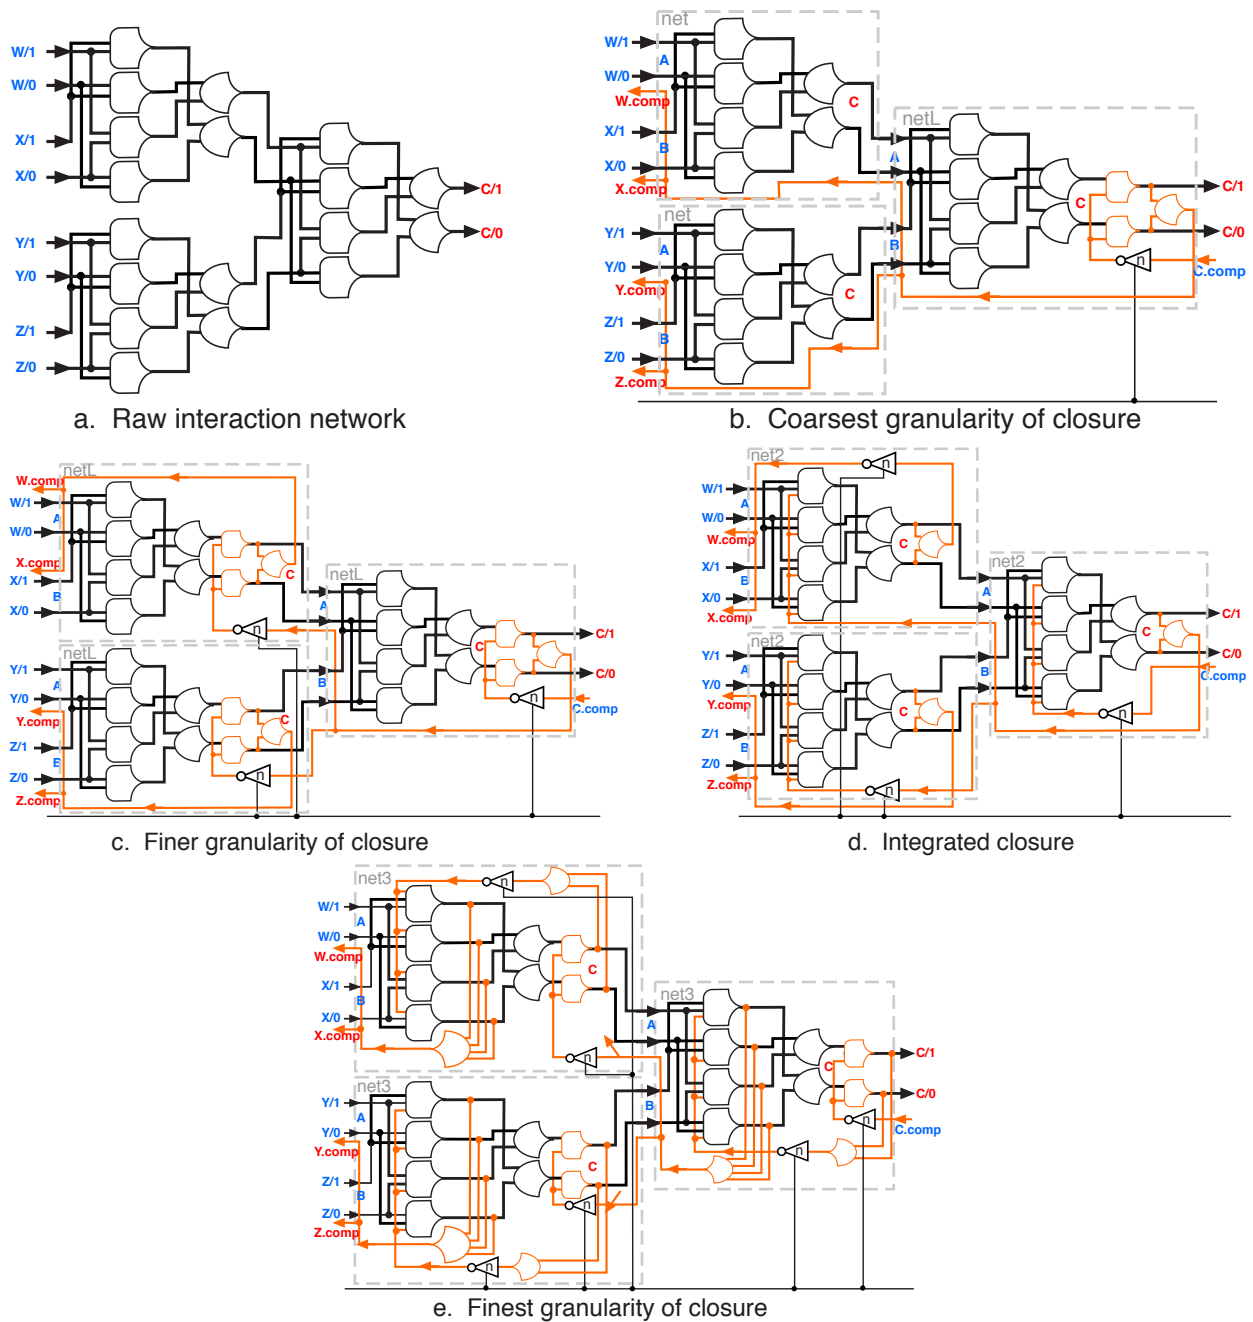 W/1
W/0
X/1
X/0
Y/1
Y/0
Z/1
Z/0
C/1
C/0
a. Raw interaction network
net
W/1
A
W/0
W.comp
C
X/1
B
X/0
X.comp
net
Y/1
A
Y/0
Y.comp
C
Z/1
B
Z/0
Z.comp
netL
A
B
C
n
C/1
C/0
C.comp
b. Coarsest granularity of closure
netL
W.comp
W/1
A
W/0
X.comp
C
X/1
B
X/0
n
netL
Y/1
A
Y/0
Y.comp
C
Z/1
B
Z/0
n
Z.comp
netL
A
B
C
n
C/1
C/0
C.comp
c. Finer granularity of closure
net2
n
W/1
A
W/0
W.comp
C
X/1
B
X/0
X.comp
net2
Y/1
A
Y/0
Y.comp
C
Z/1
B
Z/0
Z.comp
n
net2
A
B
C
n
C/1
C/0
C.comp
d. Integrated closure
net3
n
W/1
A
W/0
W.comp
C
X/1
B
X/0
X.comp
n
net3
Y/1
A
Y/0
Y.comp
C
Z/1
B
Z/0
n
Z.comp
n
net3
A
B
C
C/1
C/0
n
C.comp
n
e. Finest granularity of closure